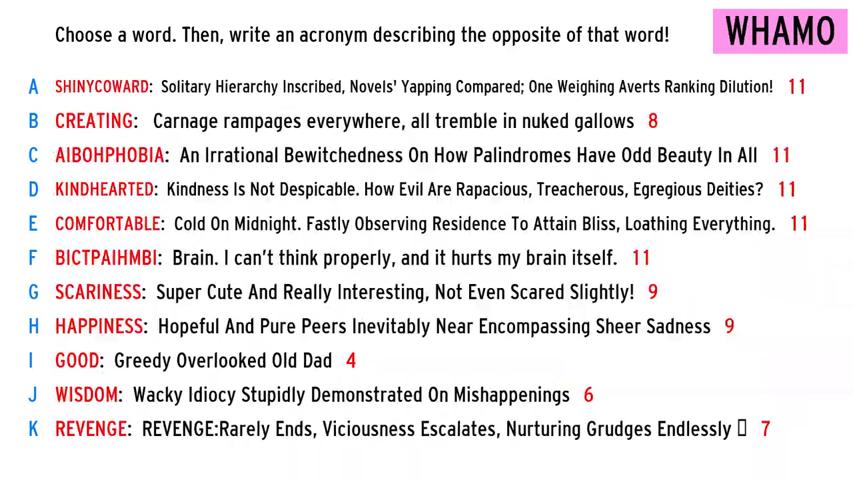 Choose a word. Then, write an acronym describing the opposite of that word!
WHAMO
A SHINYCOWARD: Solitary Hierarchy Inscribed, Novels' Yapping Compared; One Weighing Averts Ranking Dilution! 11
B CREATING: Carnage rampages everywhere, all tremble in nuked gallows 8
C AIBOHPHOBIA: An Irrational Bewitchedness On How Palindromes Have Odd Beauty In All 11
D KINDHEARTED: Kindness Is Not Despicable. How Evil Are Rapacious, Treacherous, Egregious Deities? 11
E COMFORTABLE: Cold On Midnight. Fastly Observing Residence To Attain Bliss, Loathing Everything. 11
F BICTPAIHMBI: Brain. I can't think properly, and it hurts my brain itself. 11
G SCARINESS: Super Cute And Really Interesting, Not Even Scared Slightly! 9
H HAPPINESS: Hopeful And Pure Peers Inevitably Near Encompassing Sheer Sadness 9
I GOOD: Greedy Overlooked Old Dad 4
J WISDOM: Wacky Idiocy Stupidly Demonstrated On Mishappenings 6
K REVENGE: REVENGE:Rarely Ends, Viciousness Escalates, Nurturing Grudges Endlessly 7